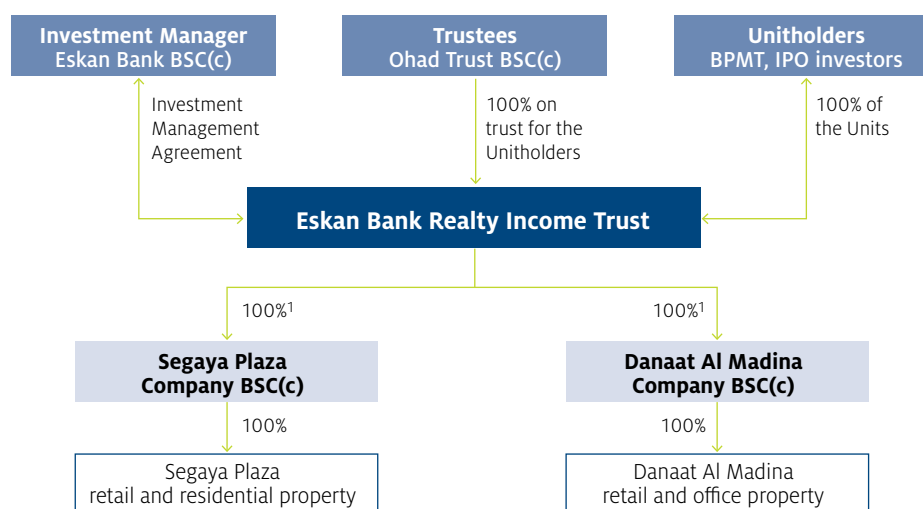 Investment Manager
Eskan Bank BSC(c)
Trustees
Ohad Trust BSC(c)
Unitholders
BPMT, IPO investors
Investment
Management
Agreement
100% on
trust for the
Unitholders
100% of
the Units
Eskan Bank Realty Income Trust
100%¹
100%¹
Segaya Plaza
Company BSC(c)
Danaat Al Madina
Company BSC(c)
100%
100%
Segaya Plaza
retail and residential property
Danaat Al Madina
retail and office property